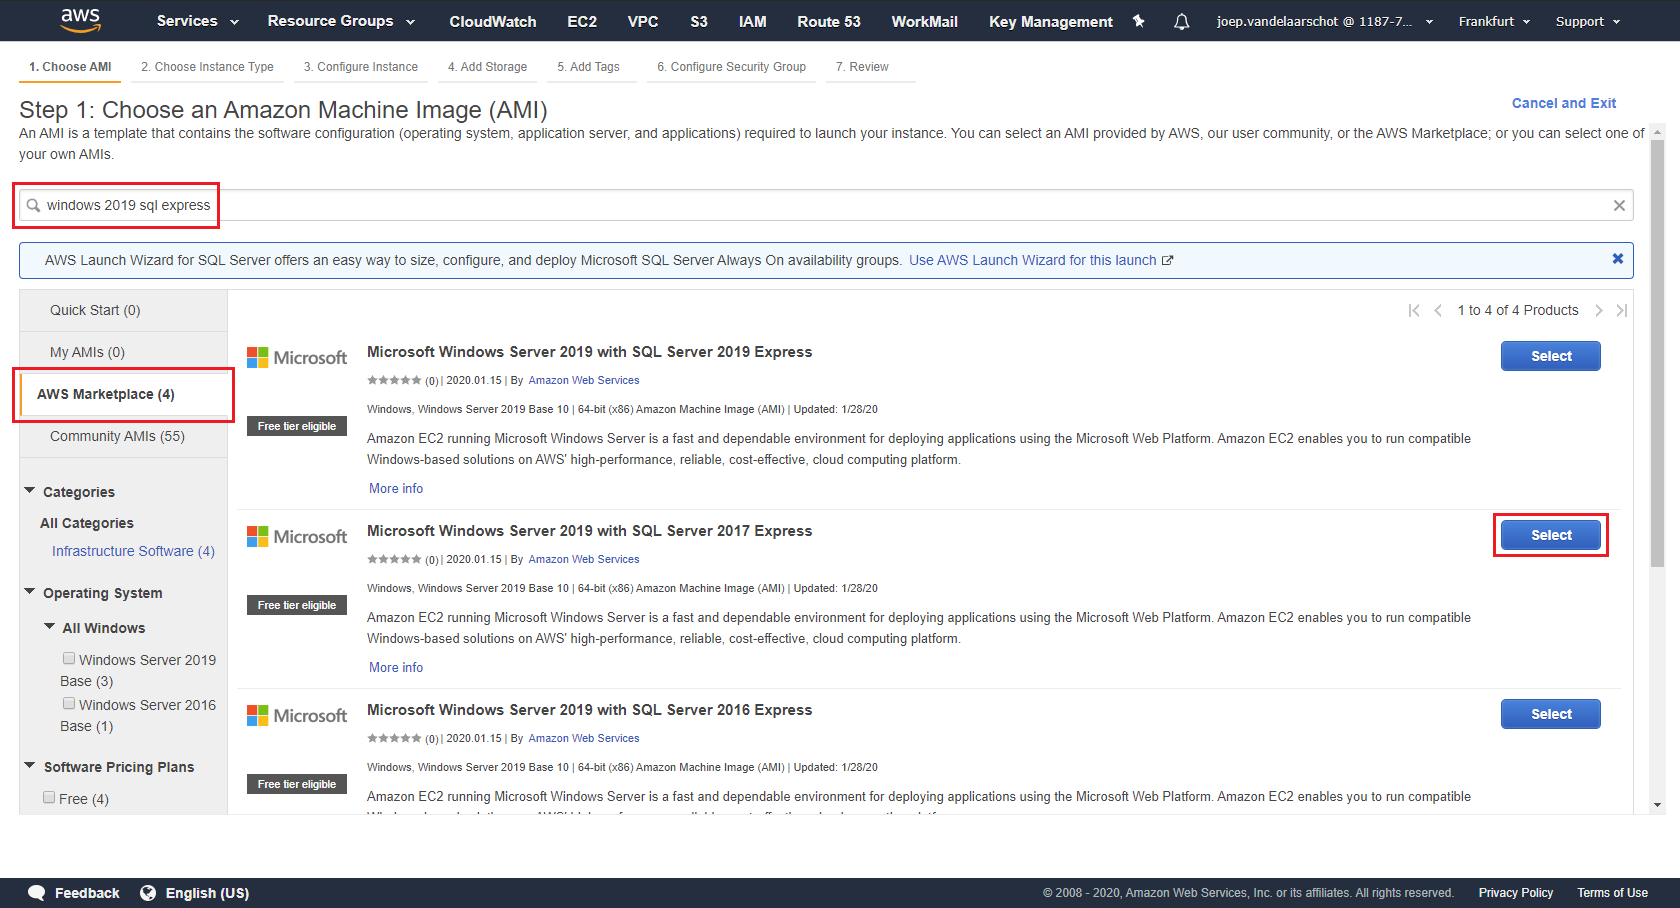 aws Services Resource Groups CloudWatch EC2 VPC S3 IAM Route 53 WorkMail Key Management joep.vandelaarschot @ 1187-7... Frankfurt Support
1. Choose AMI 2. Choose Instance Type 3. Configure Instance 4. Add Storage 5. Add Tags 6. Configure Security Group 7. Review
Step 1: Choose an Amazon Machine Image (AMI)
Cancel and Exit
An AMI is a template that contains the software configuration (operating system, application server, and applications) required to launch your instance. You can select an AMI provided by AWS, our user community, or the AWS Marketplace; or you can select one of
your own AMIs.
windows 2019 sql express
AWS Launch Wizard for SQL Server offers an easy way to size, configure, and deploy Microsoft SQL Server Always On availability groups. Use AWS Launch Wizard for this launch
Quick Start (0)
My AMIs (0)
AWS Marketplace (4)
Community AMIs (55)
Categories
All Categories
Infrastructure Software (4)
Operating System
All Windows
Windows Server 2019
Base (3)
Windows Server 2016
Base (1)
Software Pricing Plans
Free (4)
1 to 4 of 4 Products
Microsoft
Microsoft Windows Server 2019 with SQL Server 2019 Express
Select
(0) | 2020.01.15 | By Amazon Web Services
Windows, Windows Server 2019 Base 10 | 64-bit (x86) Amazon Machine Image (AMI) | Updated: 1/28/20
Free tier eligible
Amazon EC2 running Microsoft Windows Server is a fast and dependable environment for deploying applications using the Microsoft Web Platform. Amazon EC2 enables you to run compatible
Windows-based solutions on AWS' high-performance, reliable, cost-effective, cloud computing platform.
More info
Microsoft
Microsoft Windows Server 2019 with SQL Server 2017 Express
Select
(0) | 2020.01.15 | By Amazon Web Services
Windows, Windows Server 2019 Base 10 | 64-bit (x86) Amazon Machine Image (AMI) | Updated: 1/28/20
Free tier eligible
Amazon EC2 running Microsoft Windows Server is a fast and dependable environment for deploying applications using the Microsoft Web Platform. Amazon EC2 enables you to run compatible
Windows-based solutions on AWS' high-performance, reliable, cost-effective, cloud computing platform.
More info
Microsoft
Microsoft Windows Server 2019 with SQL Server 2016 Express
Select
(0) | 2020.01.15 | By Amazon Web Services
Windows, Windows Server 2019 Base 10 | 64-bit (x86) Amazon Machine Image (AMI) | Updated: 1/28/20
Free tier eligible
Amazon EC2 running Microsoft Windows Server is a fast and dependable environment for deploying applications using the Microsoft Web Platform. Amazon EC2 enables you to run compatible
Feedback English (US) © 2008 - 2020, Amazon Web Services, Inc. or its affiliates. All rights reserved. Privacy Policy Terms of Use